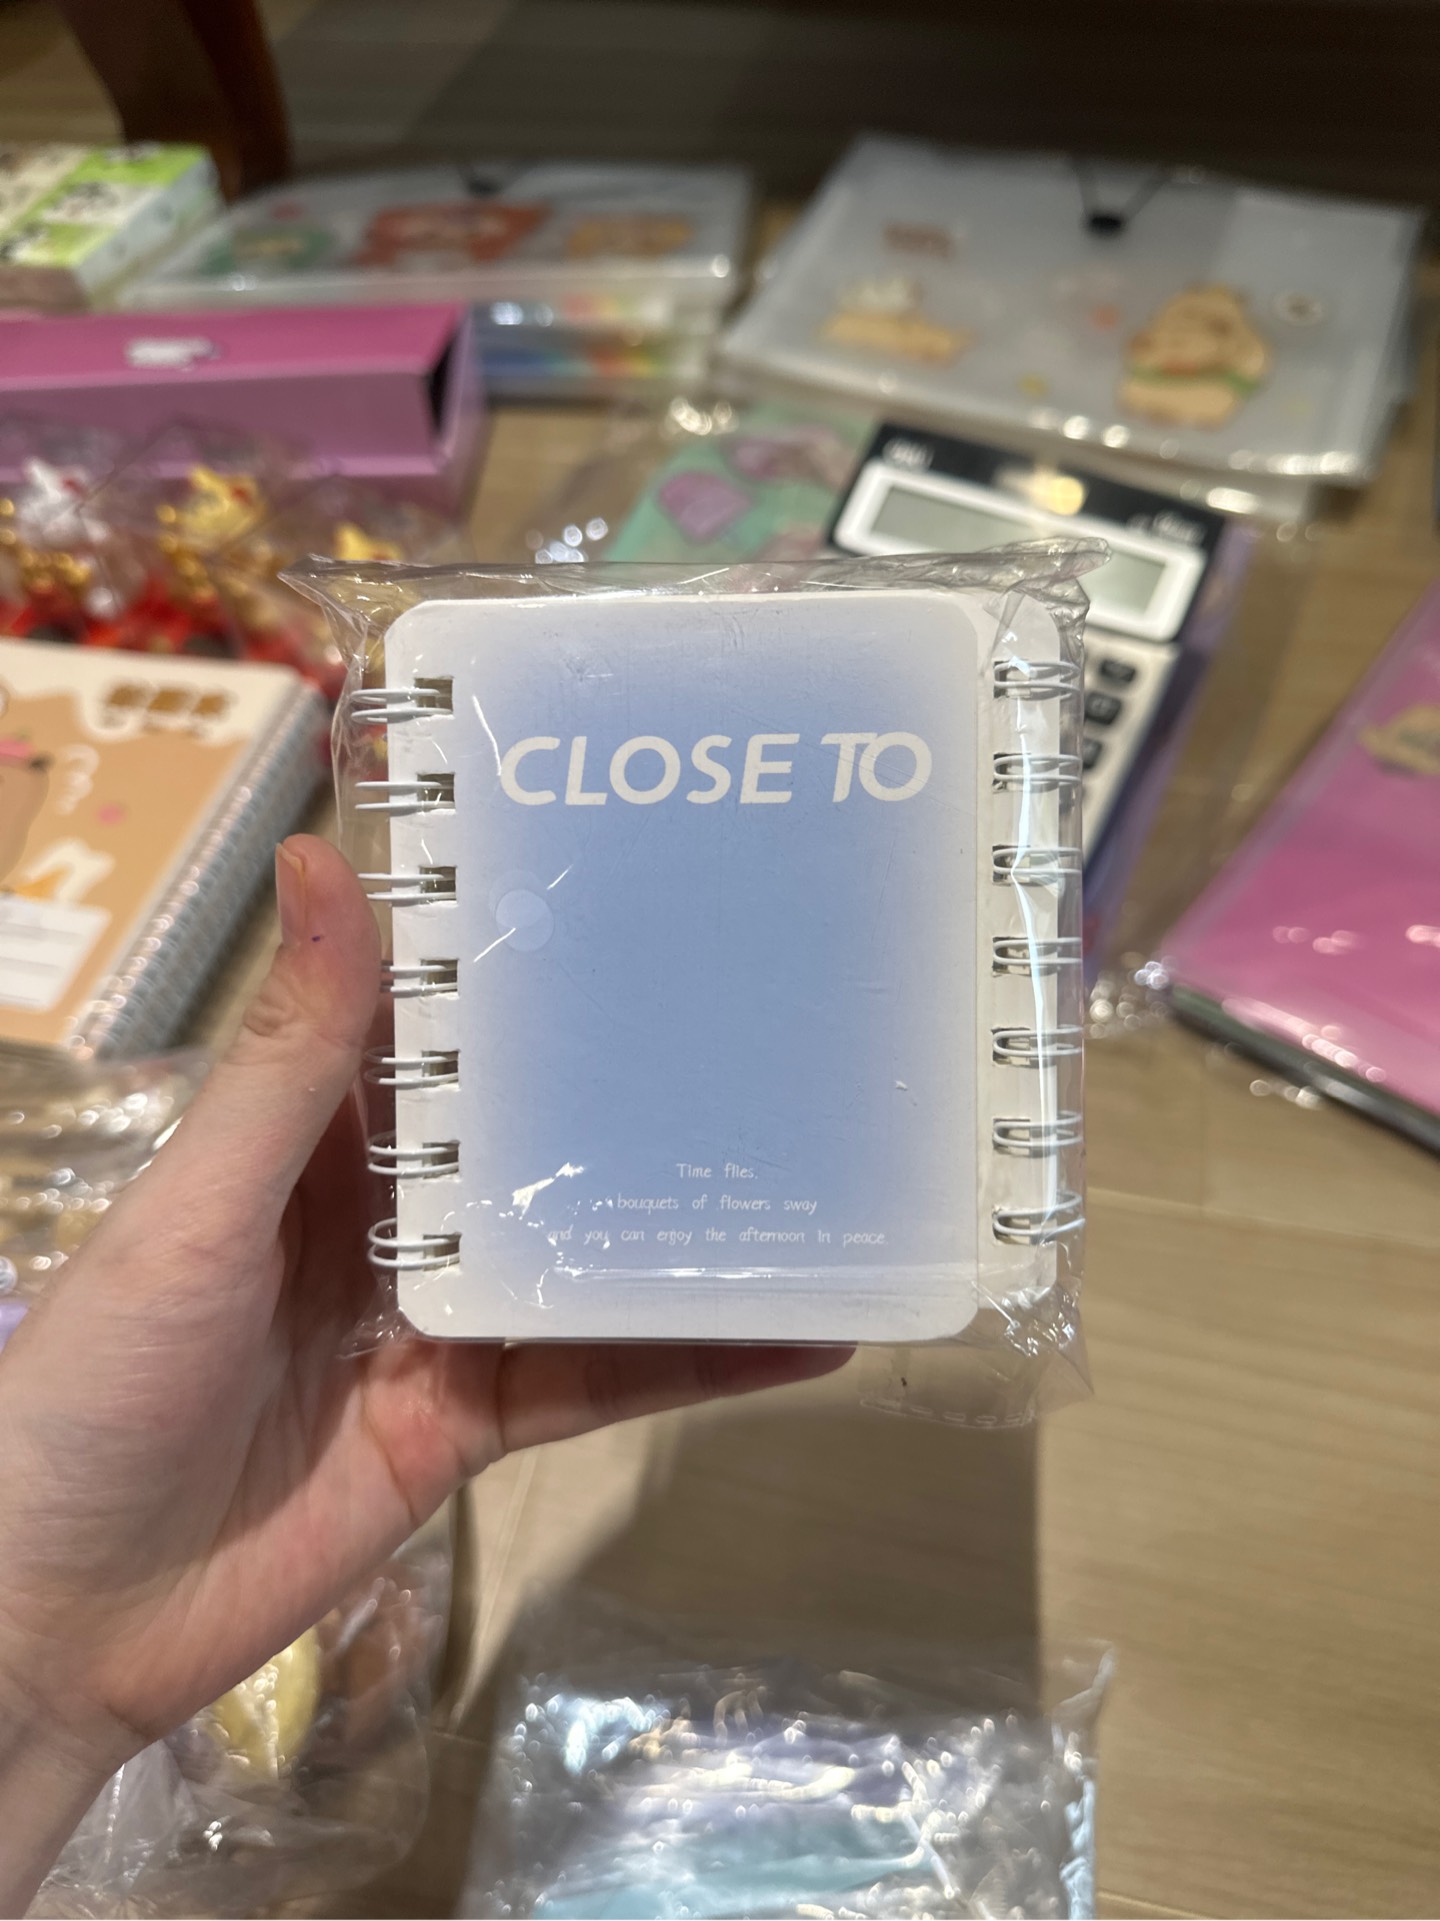 CLOSE TO
Time flies,
bouquets of flowers sway
and you can enjoy the afternoon in peace.